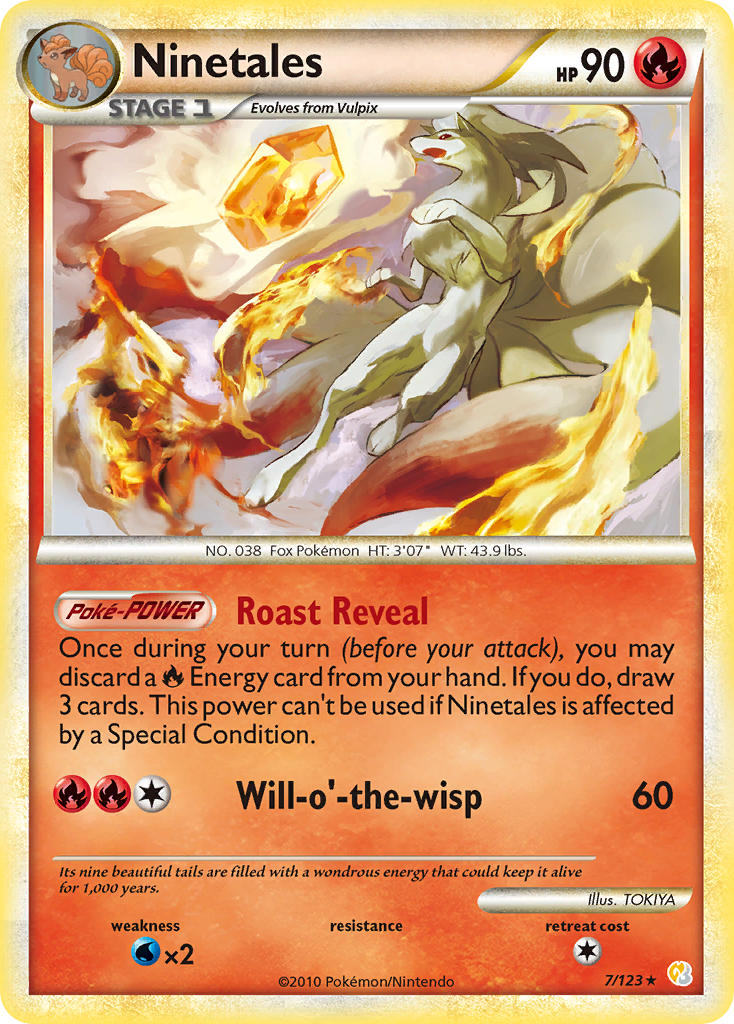 Ninetales
HP 90
STAGE 1
Evolves from Vulpix
NO. 038 Fox Pokémon HT: 3'07" WT: 43.9 lbs.
Poké-POWER Roast Reveal
Once during your turn (before your attack), you may
discard a Energy card from your hand. If you do, draw
3 cards. This power can't be used if Ninetales is affected
by a Special Condition.
Will-o'-the-wisp 60
Its nine beautiful tails are filled with a wondrous energy that could keep it alive
for 1,000 years.
Illus. TOKIYA
weakness resistance retreat cost
×2
©2010 Pokémon/Nintendo
7/123 ★